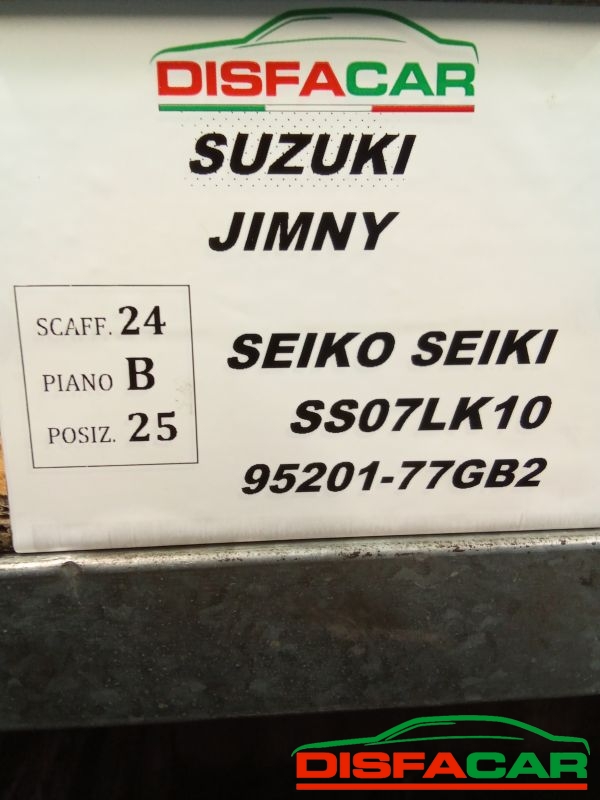 DISFACAR
SUZUKI
JIMNY
SCAFF. 24
PIANO B
POSIZ. 25
SEIKO SEIKI
SS07LK10
95201-77GB2
DISFACAR